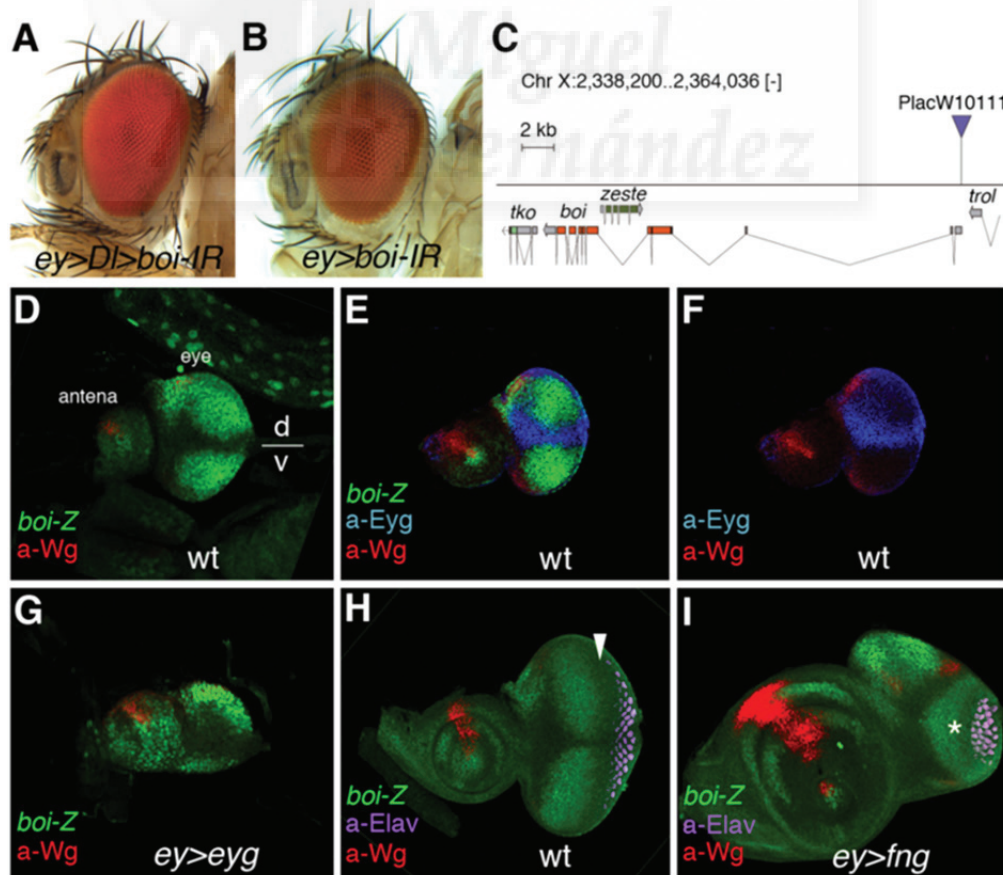 Miguel
Hernández
A
ey>Dl>boi-IR
B
ey>boi-IR
C
Chr X:2,338,200..2,364,036 [-]
2 kb
PlacW10111
zeste
trol
tko
boi
D
eye
antena
d
v
boi-Z
a-Wg
wt
E
boi-Z
a-Eyg
a-Wg
wt
F
a-Eyg
a-Wg
wt
G
boi-Z
a-Wg
ey>eyg
H
boi-Z
a-Elav
a-Wg
wt
I
*
boi-Z
a-Elav
a-Wg
ey>fng